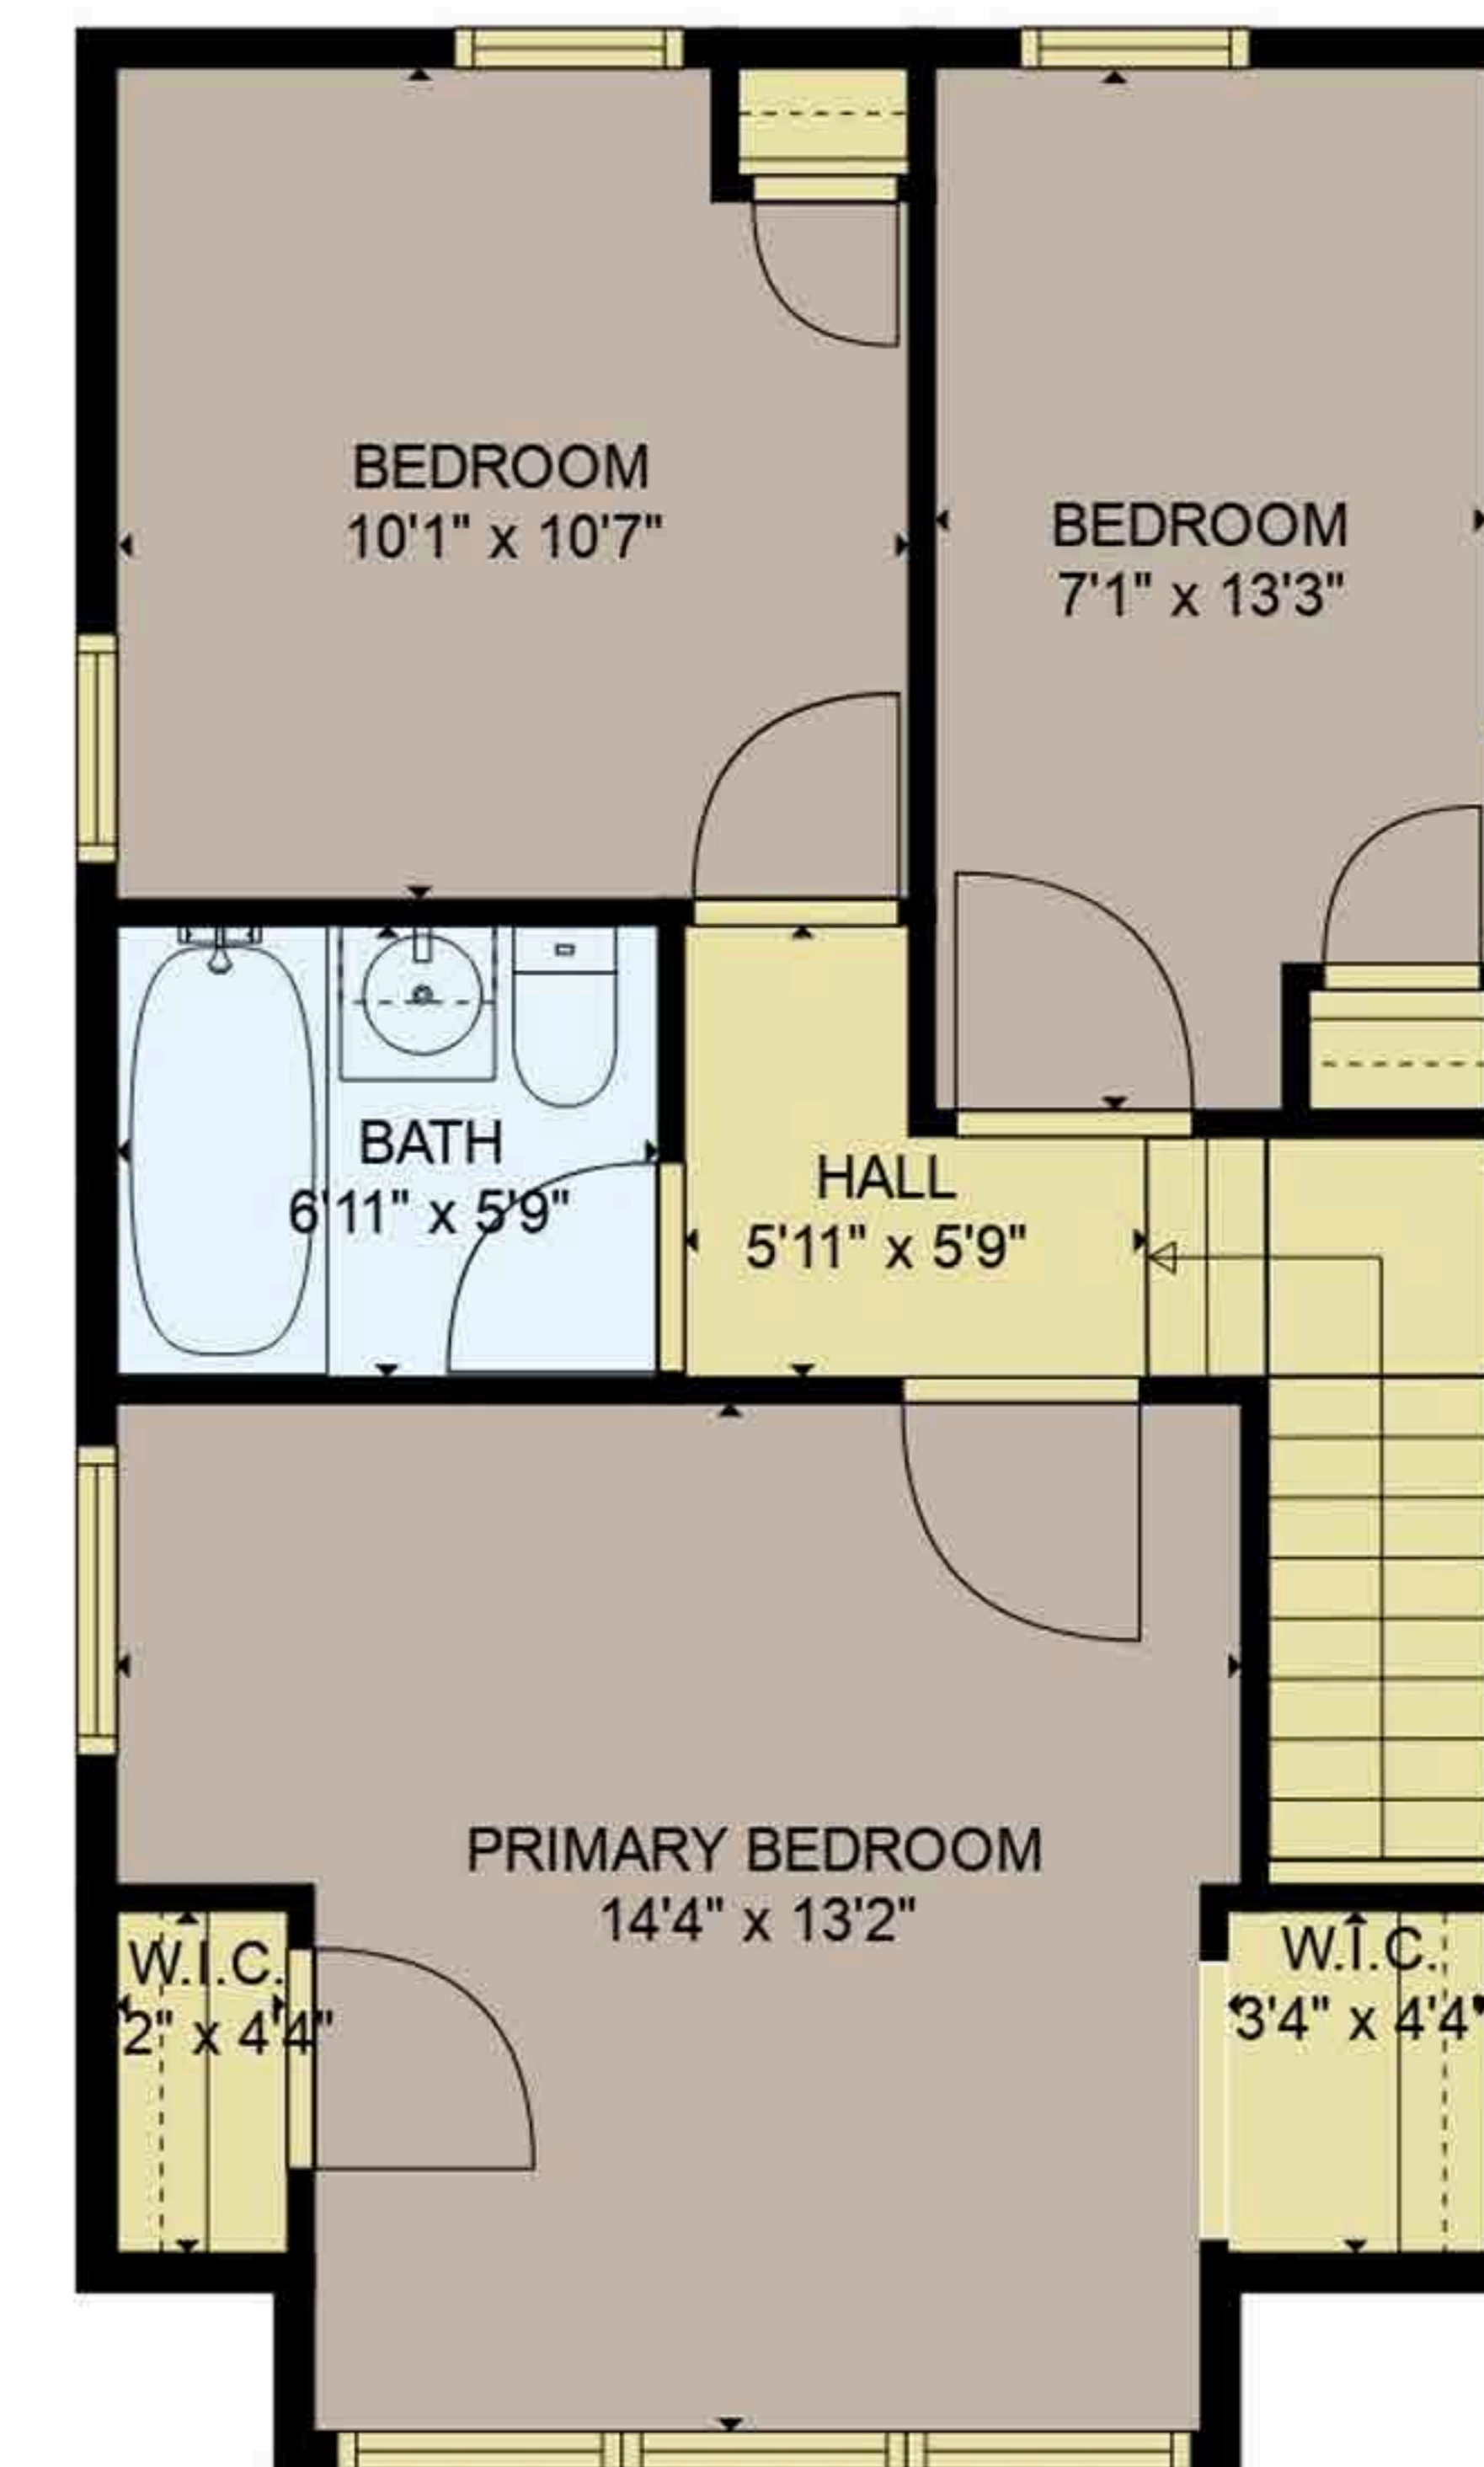 BEDROOM
10'1" x 10'7"
BEDROOM
7'1" x 13'3"
BATH
6'11" x 5'9"
HALL
5'11" x 5'9"
PRIMARY BEDROOM
14'4" x 13'2"
W.I.C.
2" x 4'4"
W.I.C.
3'4" x 4'4"